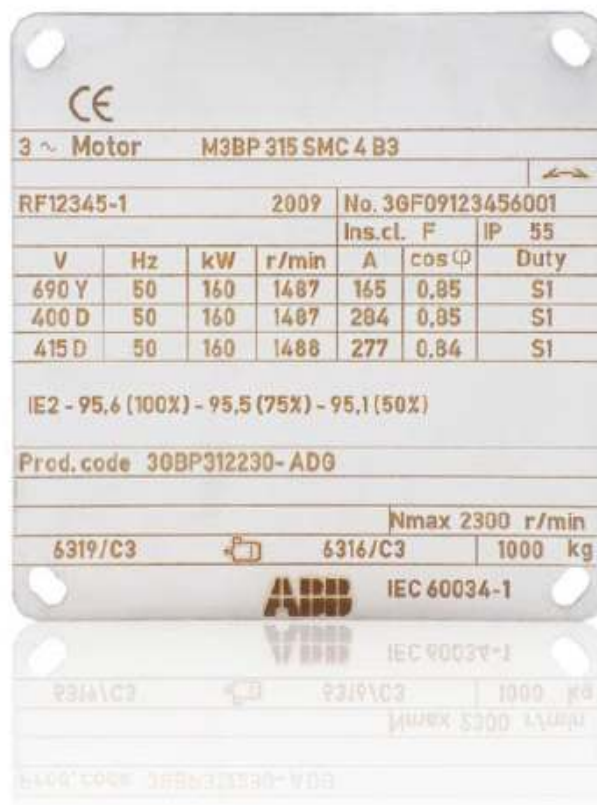 CE
3 ~ Motor M3BP 315 SMC 4 B3
RF12345-1 2009 No. 3GF09123456001
Ins.cl. F IP 55
V Hz kW r/min A cosφ Duty
690 Y 50 160 1487 165 0,85 S1
400 D 50 160 1487 284 0,85 S1
415 D 50 160 1488 277 0,84 S1
IE2 - 95,6 (100%) - 95,5 (75%) - 95,1 (50%)
Prod. code 3GBP312230-ADG
Nmax 2300 r/min
6319/C3 6316/C3 1000 kg
ABB IEC 60034-1